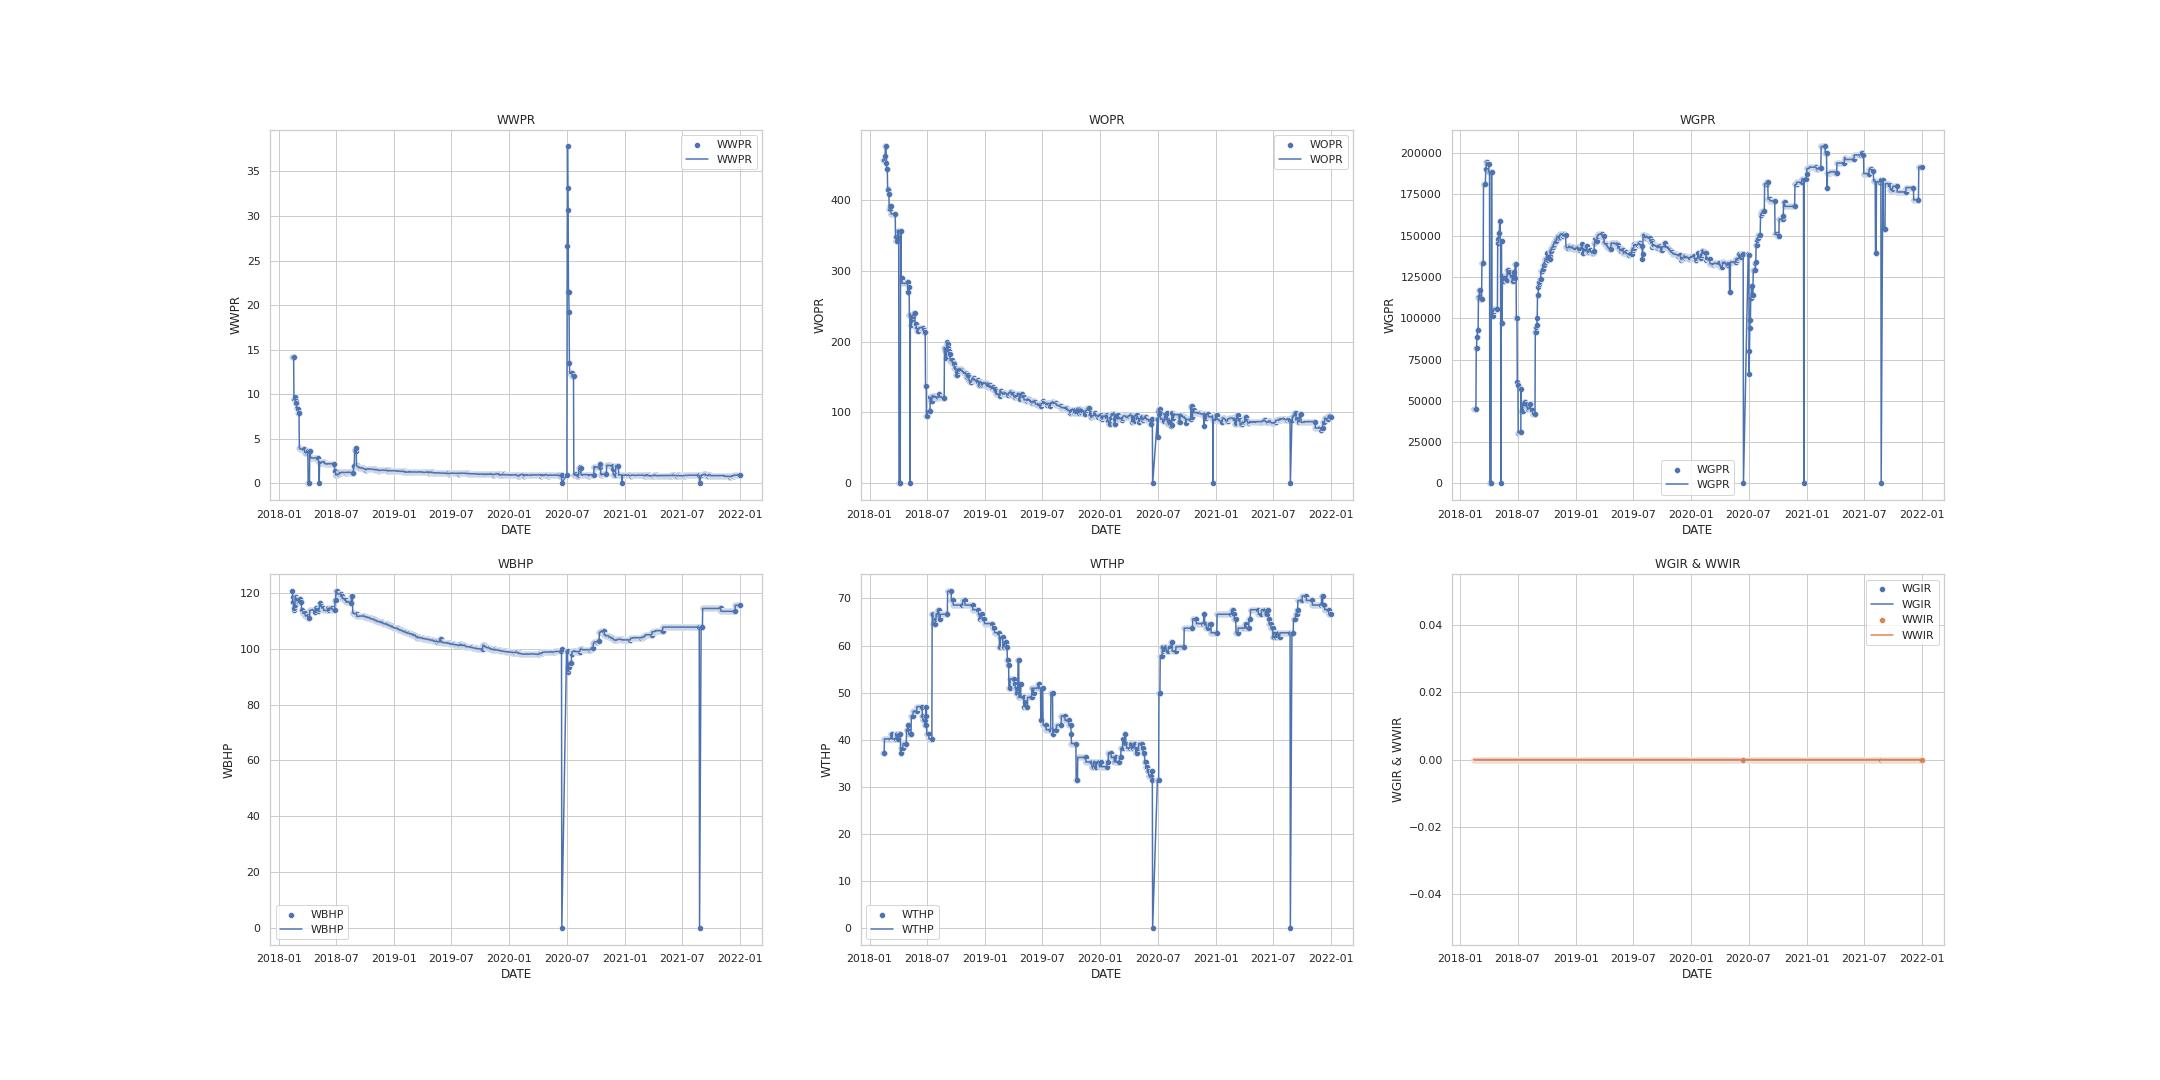 WWPR
WWPR
WWPR
WWPR
35
30
25
20
15
10
5
0
2018-01 2018-07 2019-01 2019-07 2020-01 2020-07 2021-01 2021-07 2022-01
DATE
WOPR
WOPR
WOPR
WOPR
400
300
200
100
0
2018-01 2018-07 2019-01 2019-07 2020-01 2020-07 2021-01 2021-07 2022-01
DATE
WGPR
WGPR
200000
175000
150000
125000
100000
75000
50000
25000
0
WGPR
WGPR
2018-01 2018-07 2019-01 2019-07 2020-01 2020-07 2021-01 2021-07 2022-01
DATE
WBHP
WBHP
120
100
80
60
40
20
0
WBHP
WBHP
2018-01 2018-07 2019-01 2019-07 2020-01 2020-07 2021-01 2021-07 2022-01
DATE
WTHP
WTHP
70
60
50
40
30
20
10
0
WTHP
WTHP
2018-01 2018-07 2019-01 2019-07 2020-01 2020-07 2021-01 2021-07 2022-01
DATE
WGIR & WWIR
WGIR & WWIR
WGIR
WGIR
WWIR
WWIR
0.04
0.02
0.00
−0.02
−0.04
2018-01 2018-07 2019-01 2019-07 2020-01 2020-07 2021-01 2021-07 2022-01
DATE